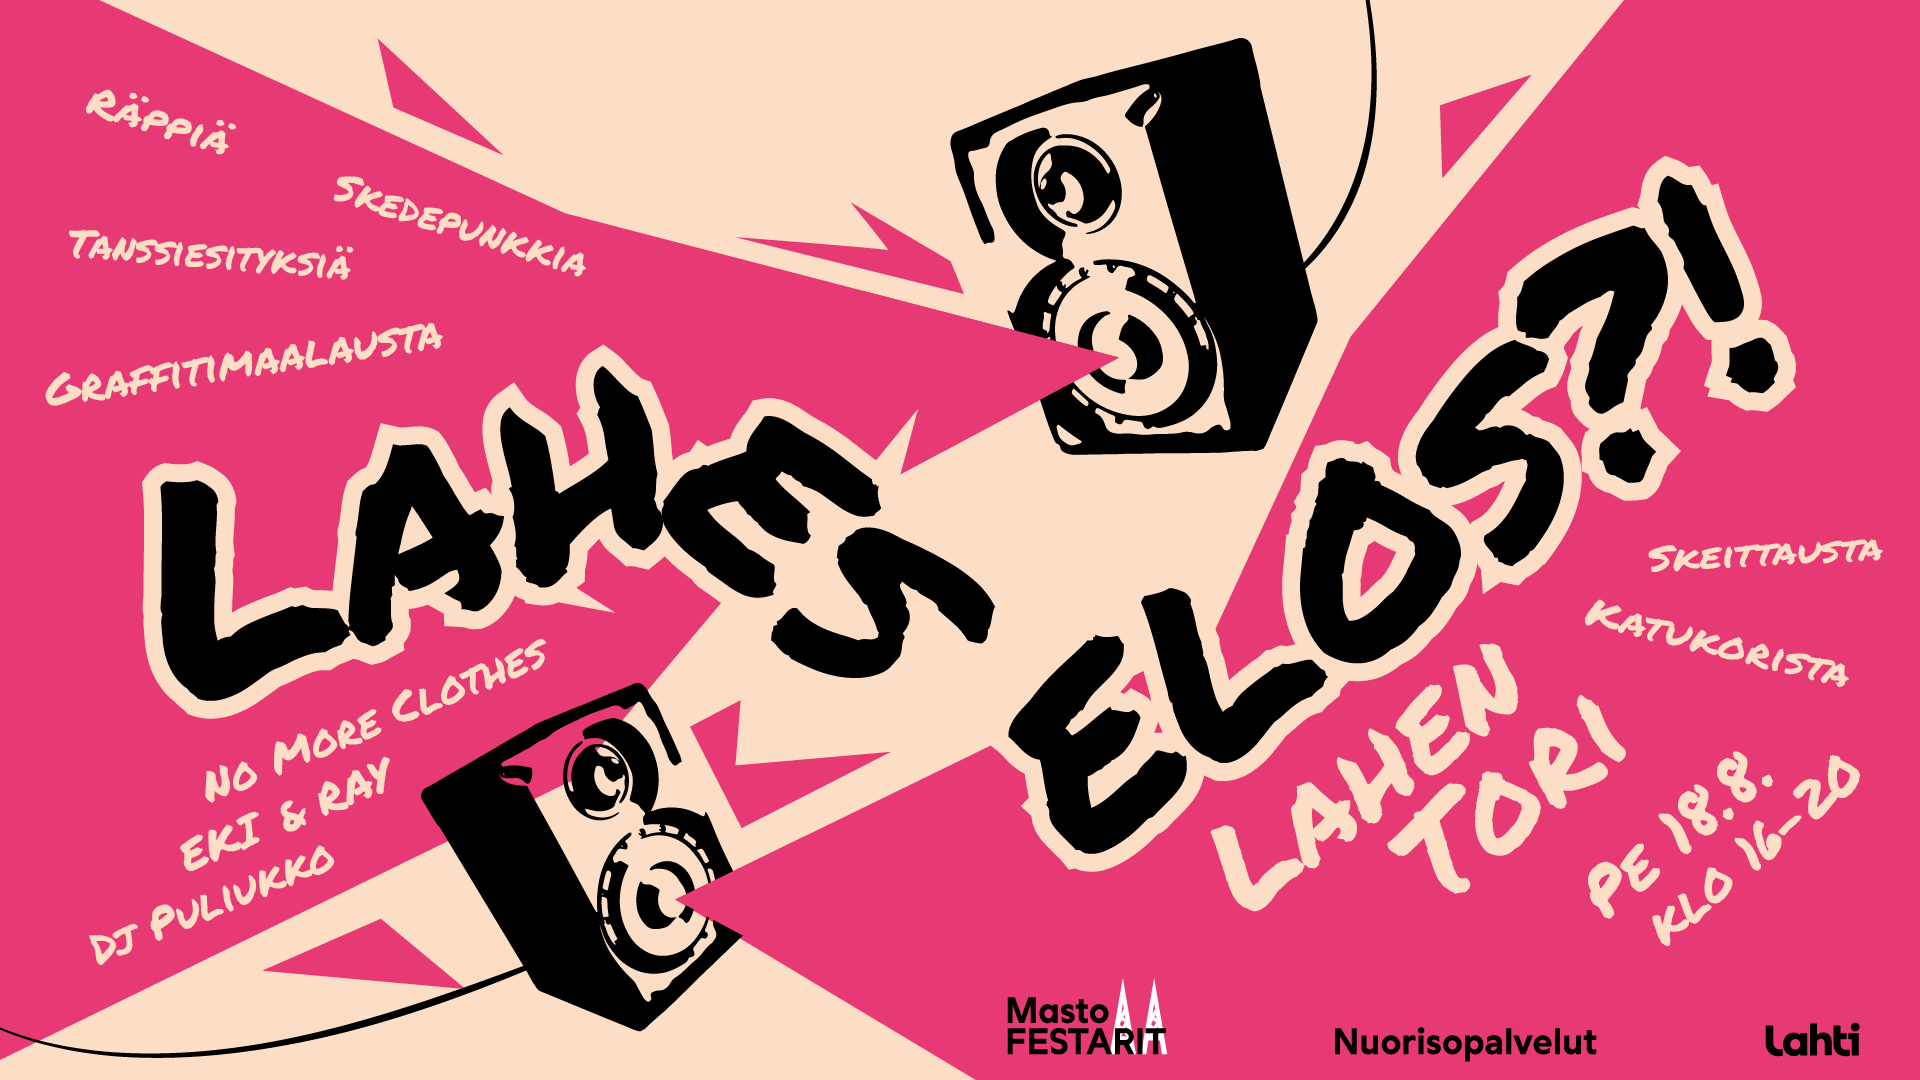 Räppiä
Skedepunkkia
Tanssiesityksiä
Graffitimaalausta
LAHES
ELOS?!
Skeittausta
Katukorista
LAHEN
TORI
PE 18.8.
KLO 16–20
No More Clothes
EKI & RAY
DJ Puliukko
Masto
FESTARIT
Nuorisopalvelut
Lahti